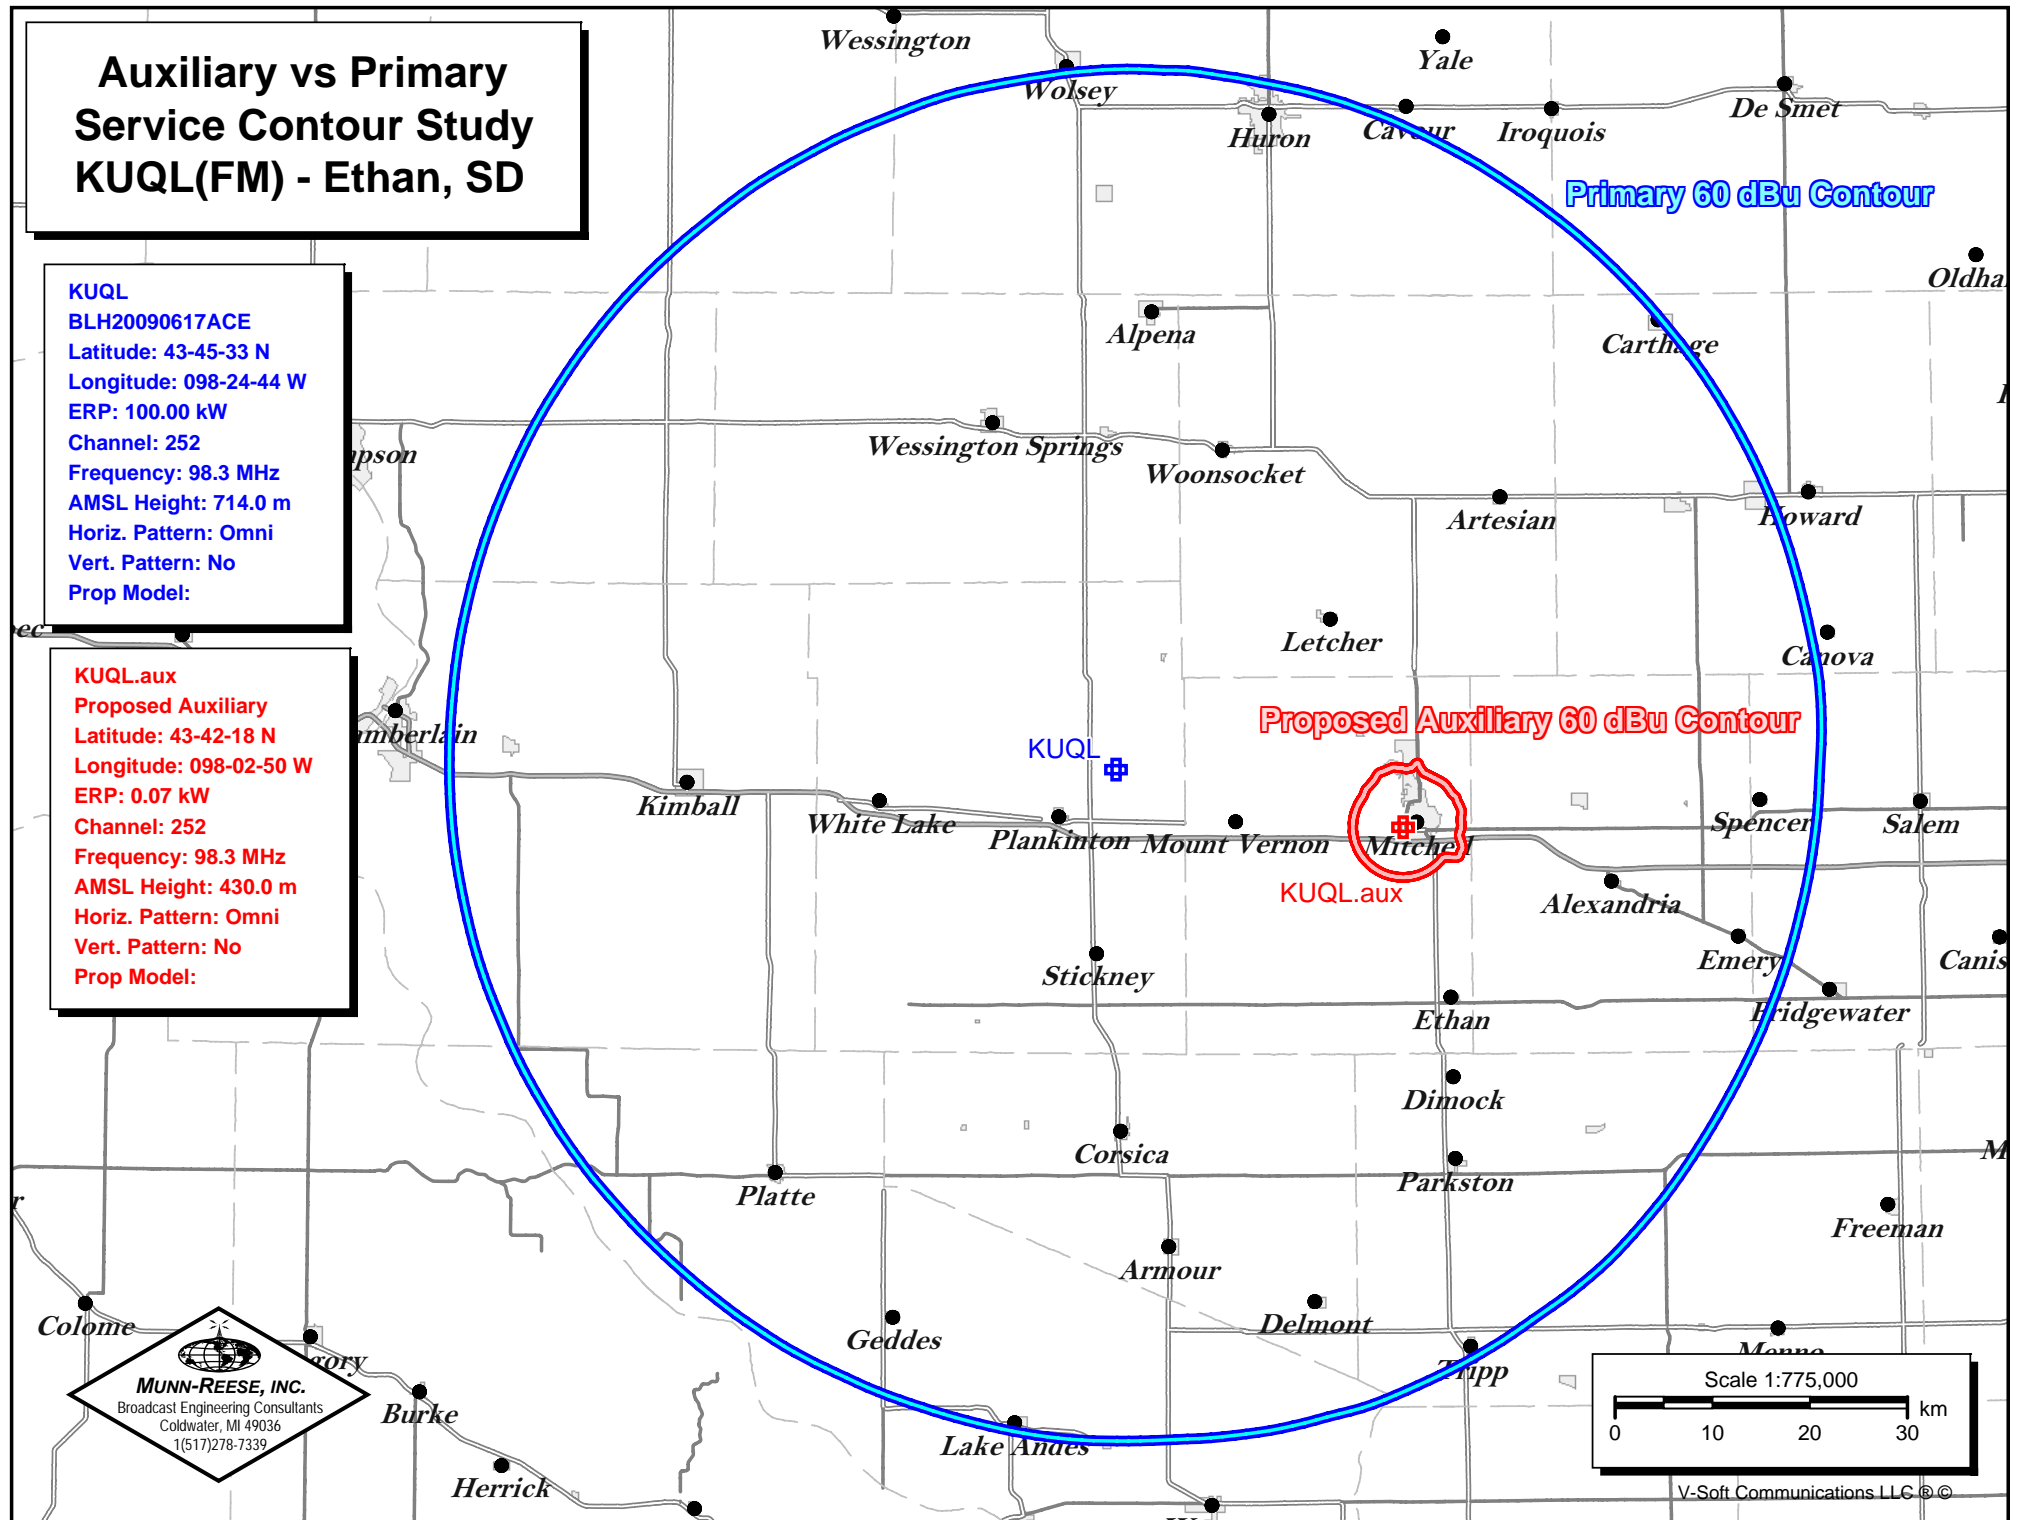 Auxiliary vs Primary
Service Contour Study
KUQL(FM) - Ethan, SD
KUQL
BLH20090617ACE
Latitude: 43-45-33 N
Longitude: 098-24-44 W
ERP: 100.00 kW
Channel: 252
Frequency: 98.3 MHz
AMSL Height: 714.0 m
Horiz. Pattern: Omni
Vert. Pattern: No
Prop Model:
KUQL.aux
Proposed Auxiliary
Latitude: 43-42-18 N
Longitude: 098-02-50 W
ERP: 0.07 kW
Channel: 252
Frequency: 98.3 MHz
AMSL Height: 430.0 m
Horiz. Pattern: Omni
Vert. Pattern: No
Prop Model:
Wessington
Yale
Wolsey
De Smet
Huron
Cavour
Iroquois
Primary 60 dBu Contour
Oldha
Alpena
Carthage
mpson
Wessington Springs
Woonsocket
Artesian
Howard
Letcher
Canova
Proposed Auxiliary 60 dBu Contour
amberlain
KUQL
Kimball
White Lake
Plankinton
Mount Vernon
Mitchell
Spencer
Salem
KUQL.aux
Alexandria
Emery
Canis
Stickney
Ethan
Bridgewater
Dimock
Corsica
Parkston
Platte
Freeman
Armour
Colome
Geddes
Delmont
Menno
gory
Tripp
Burke
Lake Andes
Herrick
MUNN-REESE, INC.
Broadcast Engineering Consultants
Coldwater, MI 49036
1(517)278-7339
Scale 1:775,000
km
0 10 20 30
V-Soft Communications LLC ® ©